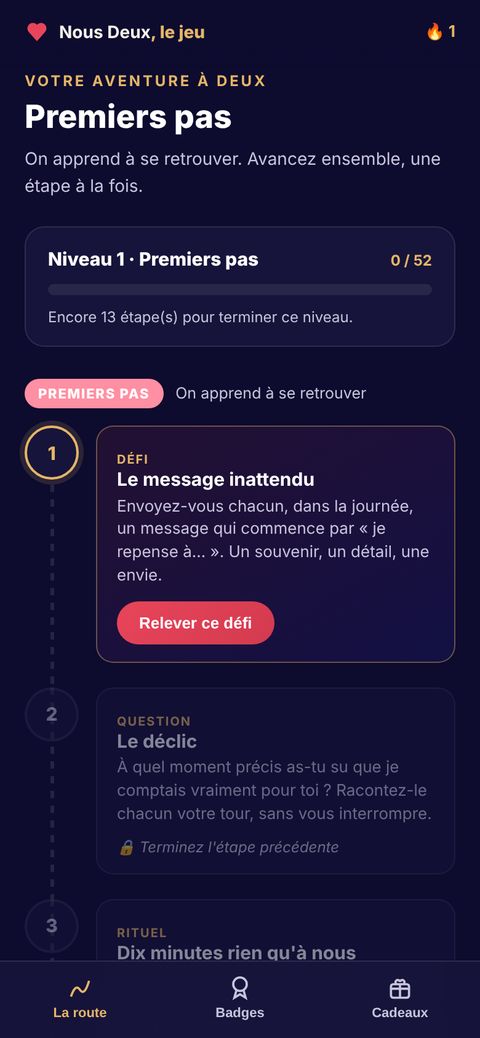 Nous Deux, le jeu
🔥 1
VOTRE AVENTURE À DEUX
Premiers pas
On apprend à se retrouver. Avancez ensemble, une
étape à la fois.
Niveau 1 · Premiers pas
0 / 52
Encore 13 étape(s) pour terminer ce niveau.
PREMIERS PAS
On apprend à se retrouver
1
DÉFI
Le message inattendu
Envoyez-vous chacun, dans la journée,
un message qui commence par « je
repense à… ». Un souvenir, un détail, une
envie.
Relever ce défi
2
QUESTION
Le déclic
À quel moment précis as-tu su que je
comptais vraiment pour toi ? Racontez-le
chacun votre tour, sans vous interrompre.
🔒 Terminez l'étape précédente
3
RITUEL
Dix minutes rien qu'à nous
La route
Badges
Cadeaux